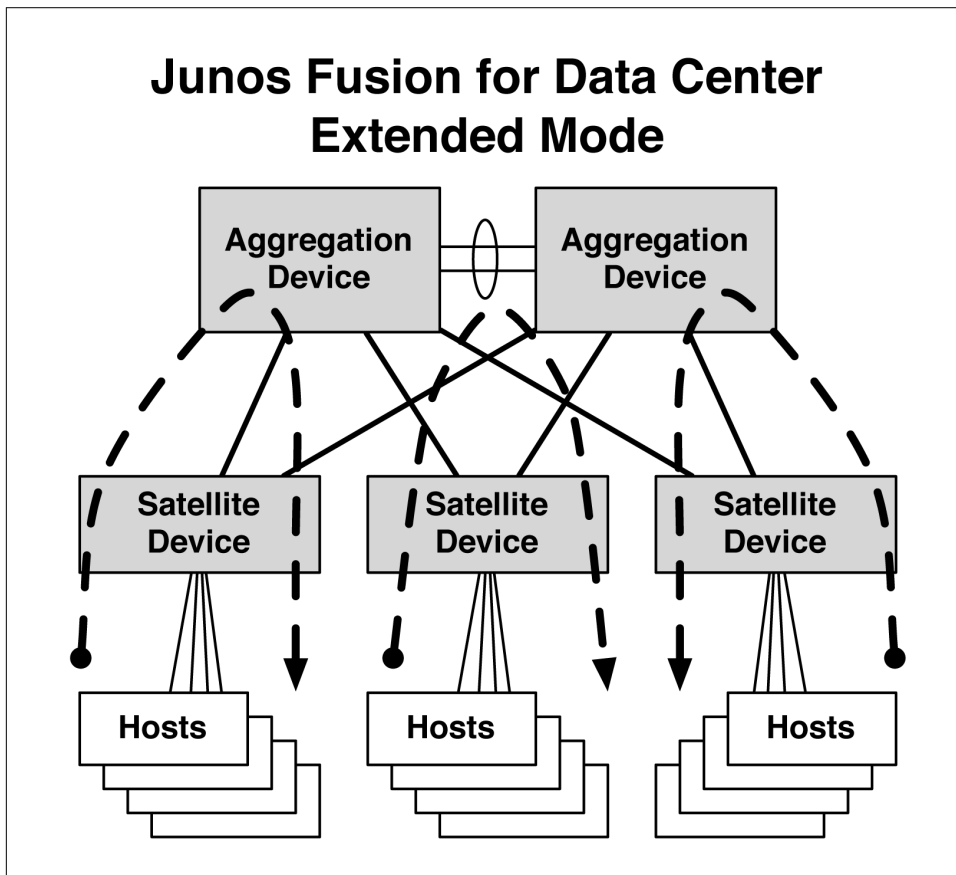 Junos Fusion for Data Center
Extended Mode
Aggregation
Device
Aggregation
Device
Satellite
Device
Satellite
Device
Satellite
Device
Hosts
Hosts
Hosts